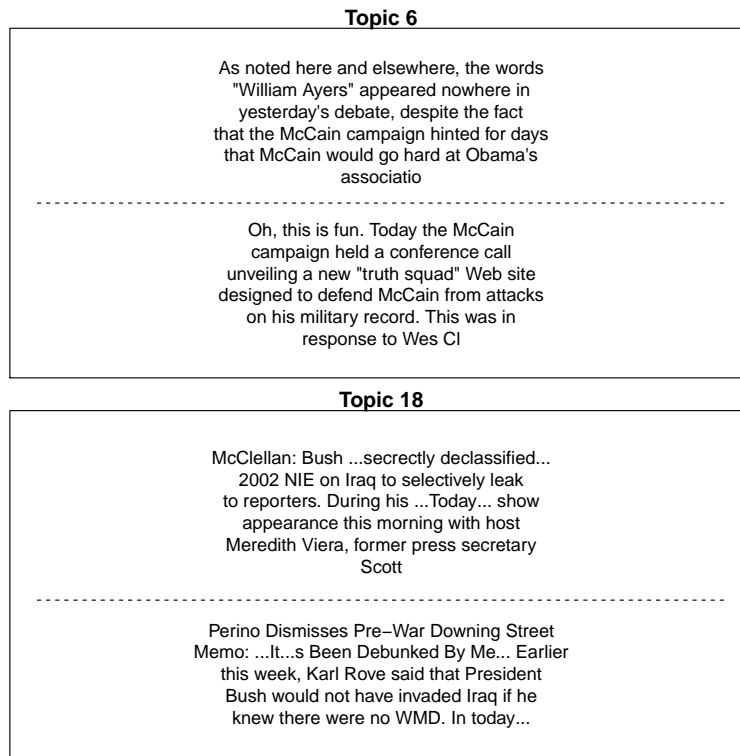 Topic 6
As noted here and elsewhere, the words
"William Ayers" appeared nowhere in
yesterday's debate, despite the fact
that the McCain campaign hinted for days
that McCain would go hard at Obama's
associatio
Oh, this is fun. Today the McCain
campaign held a conference call
unveiling a new "truth squad" Web site
designed to defend McCain from attacks
on his military record. This was in
response to Wes Cl
Topic 18
McClellan: Bush ...secrectly declassified...
2002 NIE on Iraq to selectively leak
to reporters. During his ...Today... show
appearance this morning with host
Meredith Viera, former press secretary
Scott
Perino Dismisses Pre−War Downing Street
Memo: ...It...s Been Debunked By Me... Earlier
this week, Karl Rove said that President
Bush would not have invaded Iraq if he
knew there were no WMD. In today...